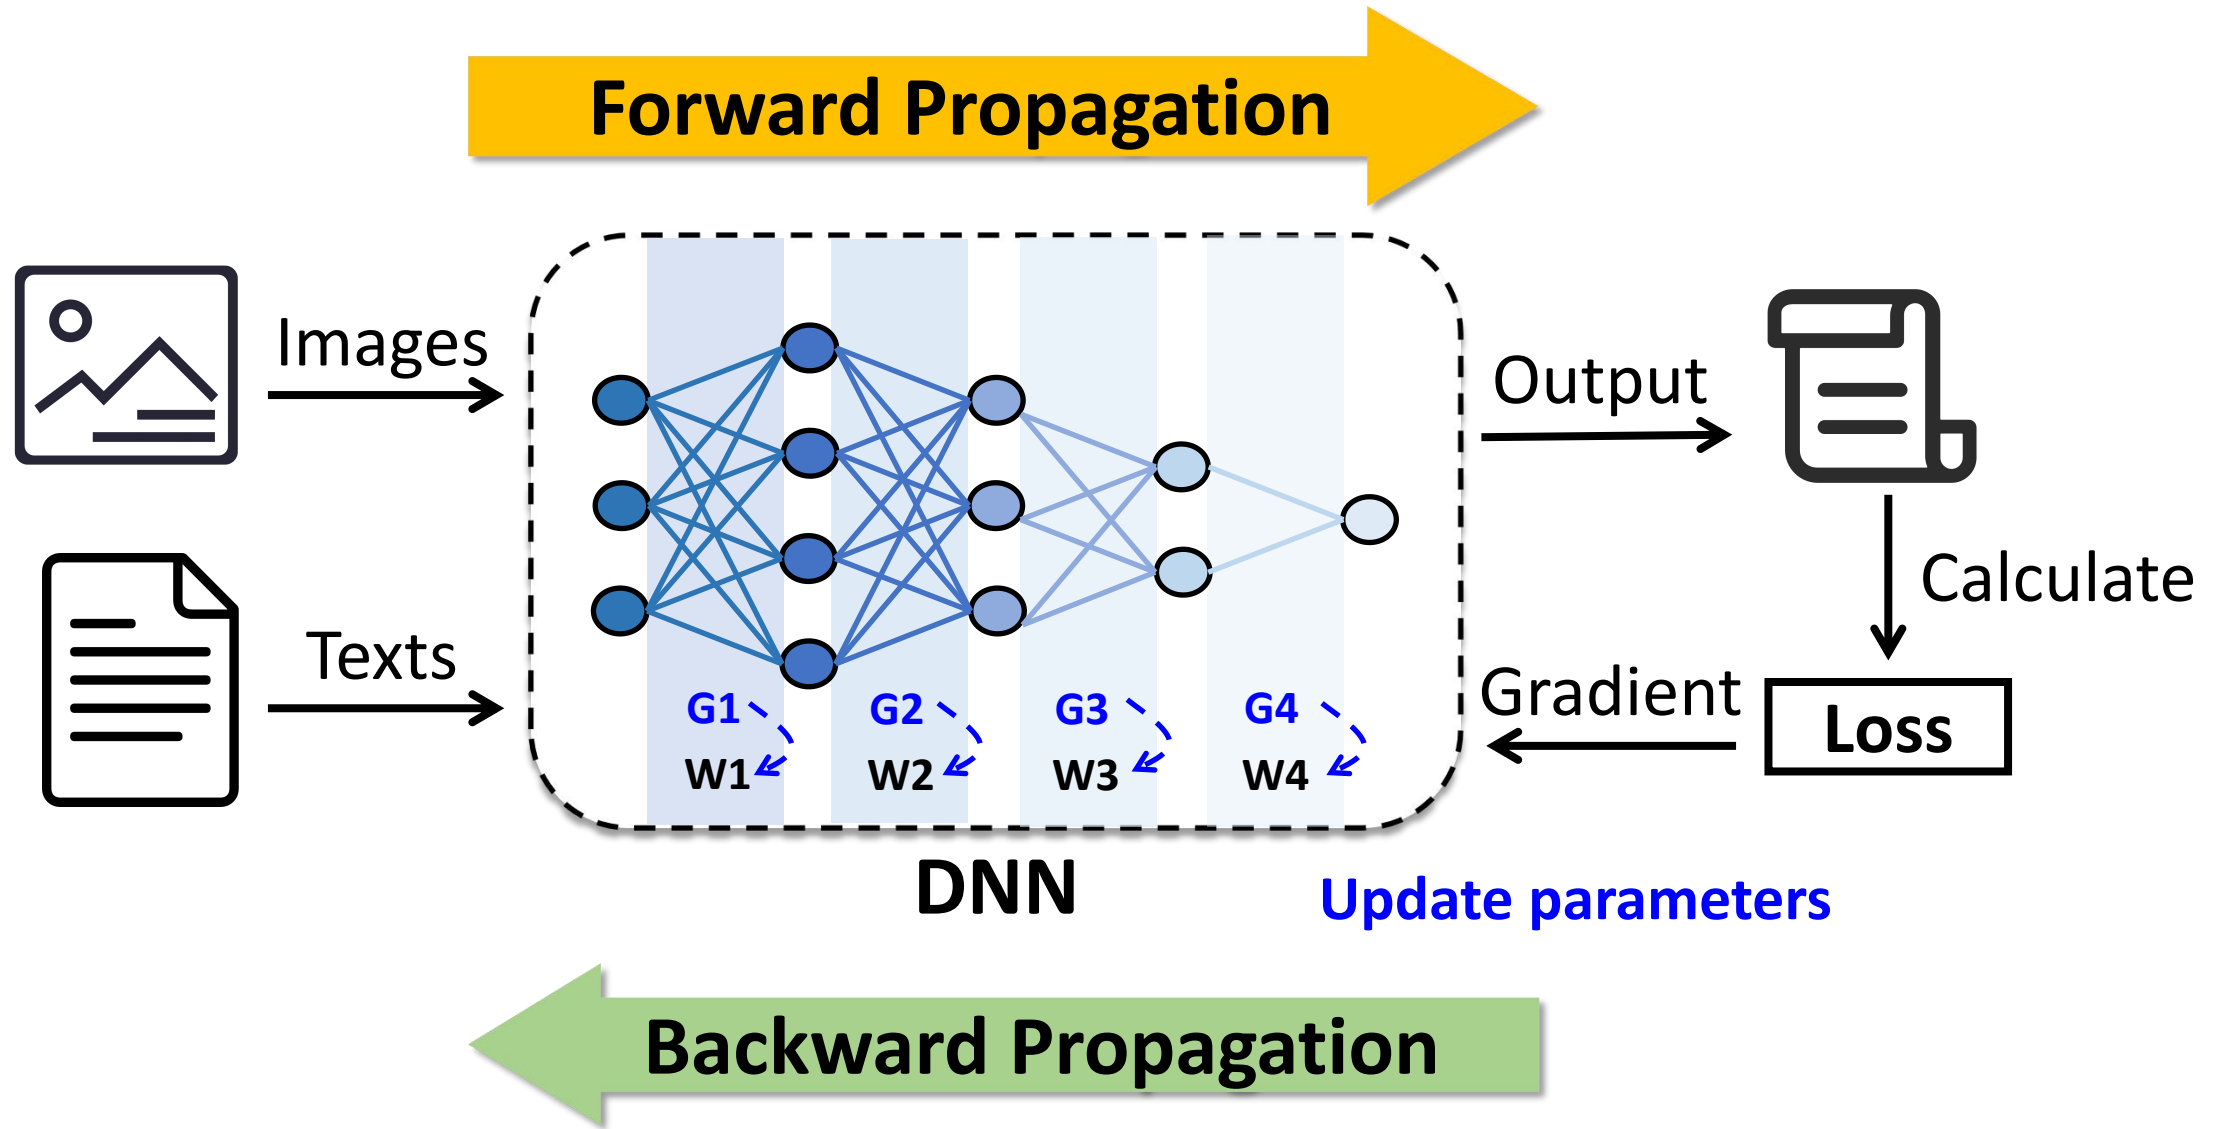 Forward Propagation
Images
Texts
G1
G2
G3
G4
W1
W2
W3
W4
DNN
Output
Calculate
Loss
Gradient
Update parameters
Backward Propagation